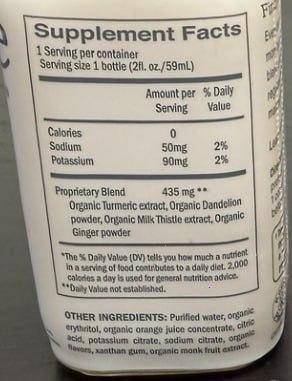 Supplement Facts
1 Serving per container
Serving size 1 bottle (2fl. oz./59mL)
Amount per % Daily
Serving Value
Calories 0
Sodium 50mg 2%
Potassium 90mg 2%
Proprietary Blend 435 mg **
Organic Turmeric extract, Organic Dandelion
powder, Organic Milk Thistle extract, Organic
Ginger powder
*The % Daily Value (DV) tells you how much a nutrient
in a serving of food contributes to a daily diet. 2,000
calories a day is used for general nutrition advice.
**Daily Value not established.
OTHER INGREDIENTS: Purified water, organic
erythritol, organic orange juice concentrate, citric
acid, potassium citrate, sodium citrate, organic
flavors, xanthan gum, organic monk fruit extract.